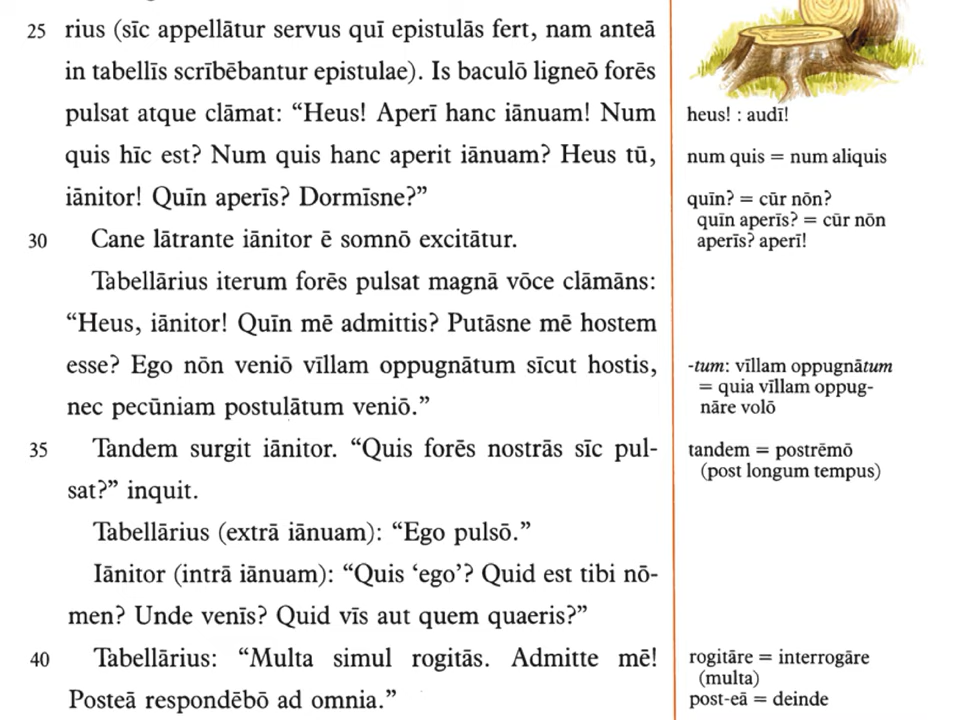 25 rius (sīc appellātur servus quī epistulās fert, nam anteā
in tabellīs scrībēbantur epistulae). Is baculō ligneō forēs
pulsat atque clāmat: “Heus! Aperī hanc iānuam! Num
quis hīc est? Num quis hanc aperit iānuam? Heus tū,
iānitor! Quīn aperīs? Dormīsne?”
30 Cane lātrante iānitor ē somnō excitātur.
Tabellārius iterum forēs pulsat magnā vōce clāmāns:
“Heus, iānitor! Quīn mē admittis? Putāsne mē hostem
esse? Ego nōn veniō vīllam oppugnātum sīcut hostis,
nec pecūniam postulātum veniō.”
35 Tandem surgit iānitor. “Quis forēs nostrās sīc pul-
sat?” inquit.
Tabellārius (extrā iānuam): “Ego pulsō.”
Iānitor (intrā iānuam): “Quis ‘ego’? Quid est tibi nō-
men? Unde venīs? Quid vīs aut quem quaeris?”
40 Tabellārius: “Multa simul rogitās. Admitte mē!
Posteā respondēbō ad omnia.”
heus! : audī!
num quis = num aliquis
quīn? = cūr nōn?
quīn aperīs? = cūr nōn
aperīs? aperī!
-tum: vīllam oppugnātum
= quia vīllam oppug-
nāre volō
tandem = postrēmō
(post longum tempus)
rogitāre = interrogāre
(multa)
post-eā = deinde